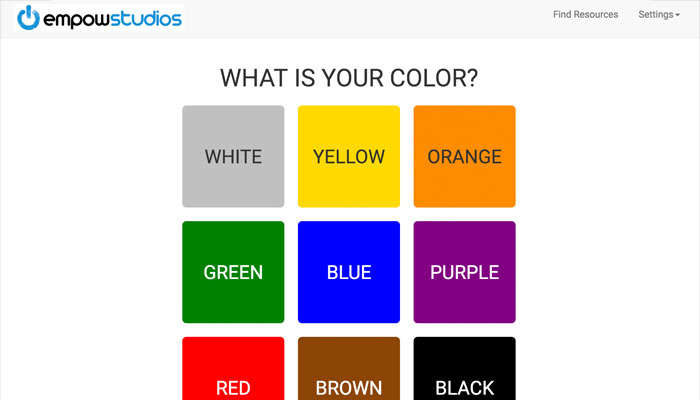 empowstudios
Find Resources Settings
WHAT IS YOUR COLOR?
WHITE YELLOW ORANGE
GREEN BLUE PURPLE
RED BROWN BLACK